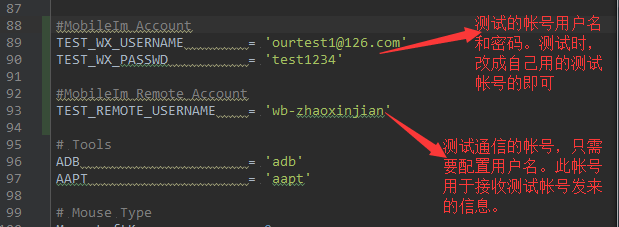 87
88 #MobileIm Account
89 TEST_WX_USERNAME = 'ourtest1@126.com'
90 TEST_WX_PASSWD = 'test1234'
91
92 #MobileIm Remote Account
93 TEST_REMOTE_USERNAME = 'wb-zhaoxinjian'
94
95 # Tools
96 ADB = 'adb'
97 AAPT = 'aapt'
98
99 # Mouse Type
测试的帐号用户名
和密码。测试时,
改成自己用的测试
帐号的即可
测试通信的帐号，只需
要配置用户名。此帐号
用于接收测试帐号发来
的信息。